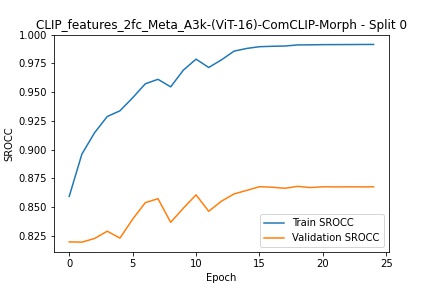 CLIP_features_2fc_Meta_A3k-(ViT-16)-ComCLIP-Morph - Split 0
1.000
0.975
0.950
0.925
0.900
0.875
0.850
0.825
SROCC
Train SROCC
Validation SROCC
0 5 10 15 20 25
Epoch